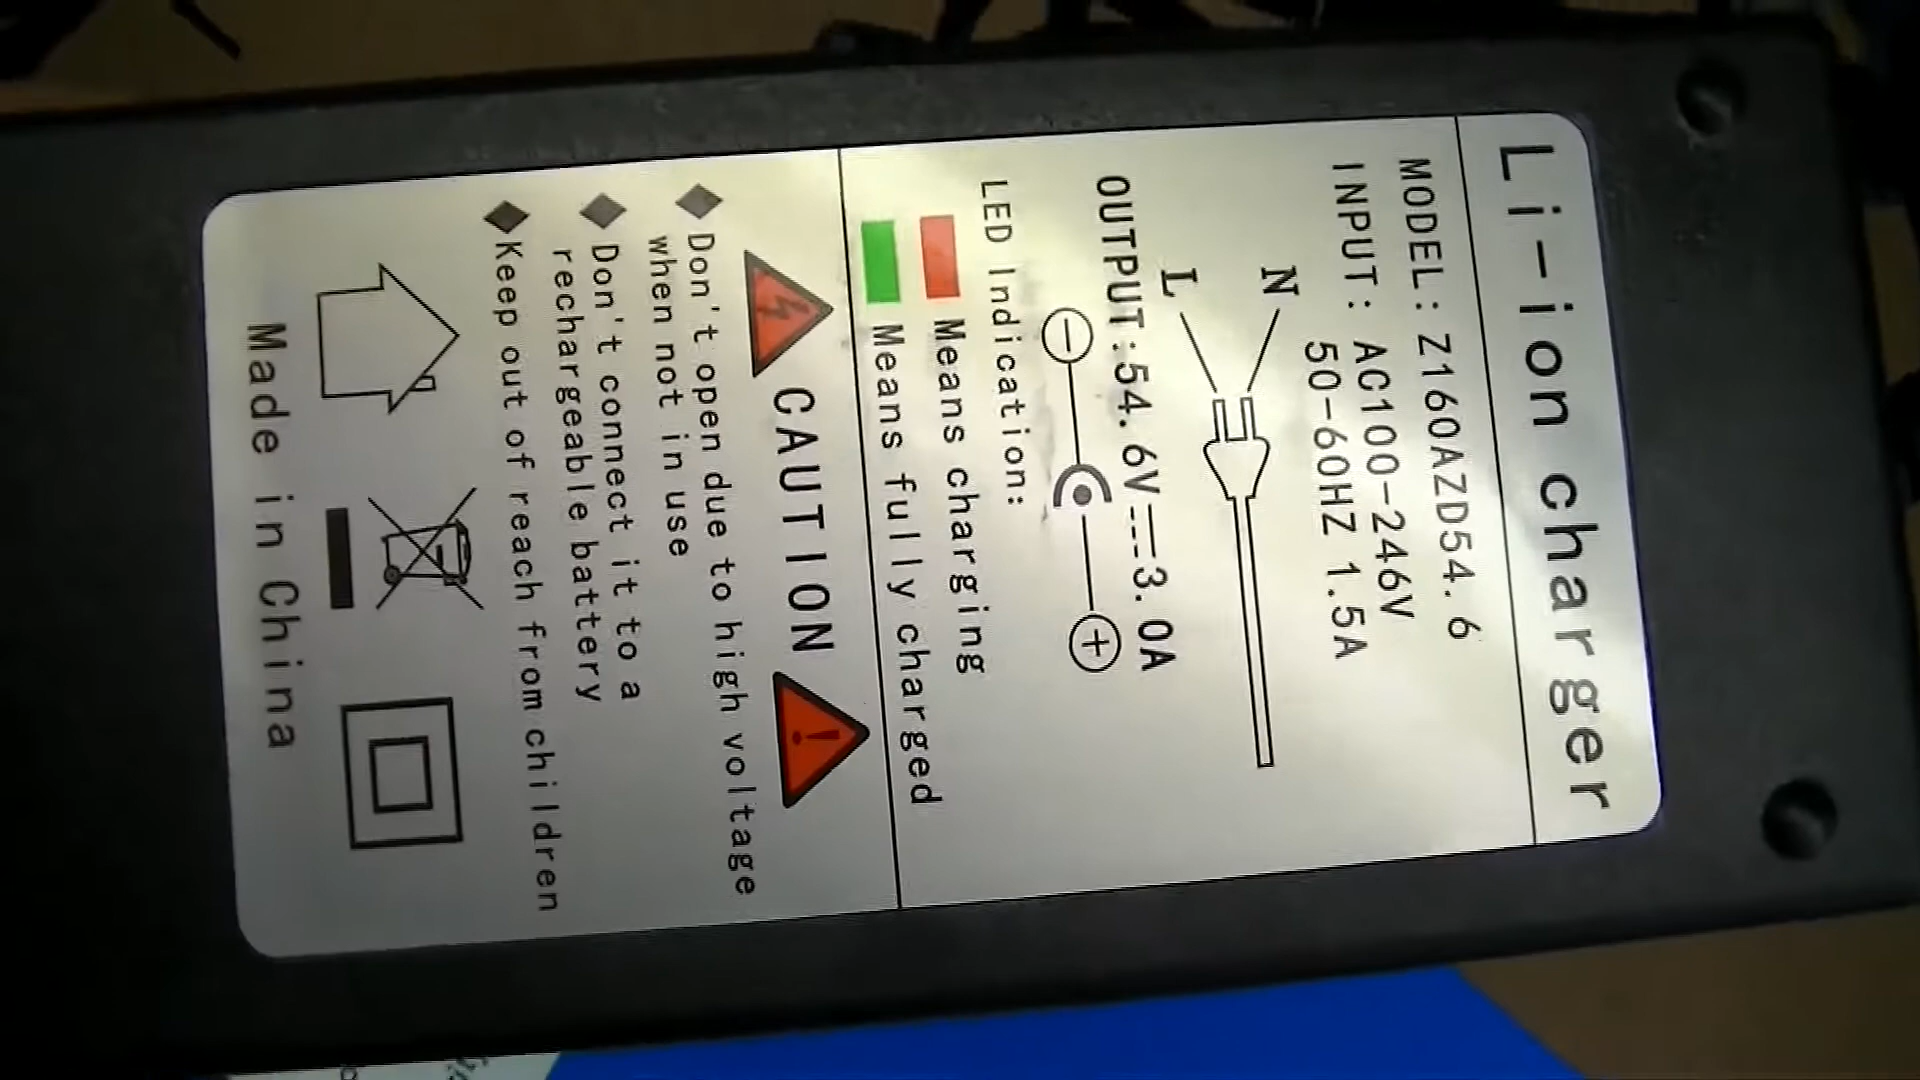 Li-ion charger
MODEL: Z160AZD54.6
INPUT: AC100-246V
50-60HZ 1.5A
N
L
OUTPUT:54.6V⎓3.0A
− +
LED Indication:
Means charging
Means fully charged
CAUTION
Don't open due to high voltage
when not in use
Don't connect it to a
rechargeable battery
Keep out of reach from children
Made in China